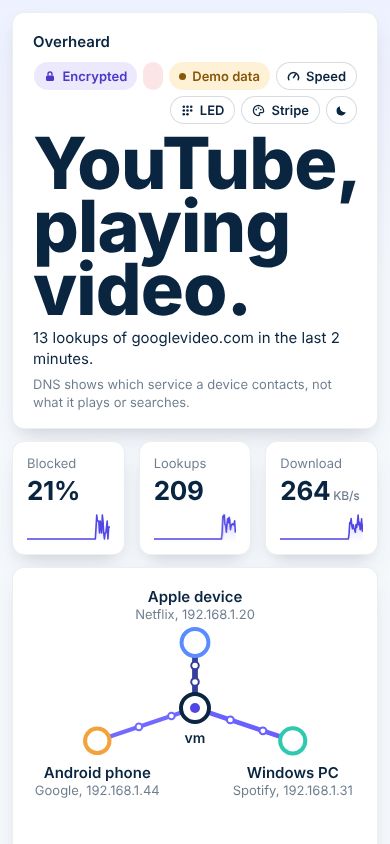 Overheard
Encrypted
Demo data
Speed
LED
Stripe
YouTube,
playing
video.
13 lookups of googlevideo.com in the last 2
minutes.
DNS shows which service a device contacts, not
what it plays or searches.
Blocked
21%
Lookups
209
Download
264 KB/s
Apple device
Netflix, 192.168.1.20
vm
Android phone
Google, 192.168.1.44
Windows PC
Spotify, 192.168.1.31